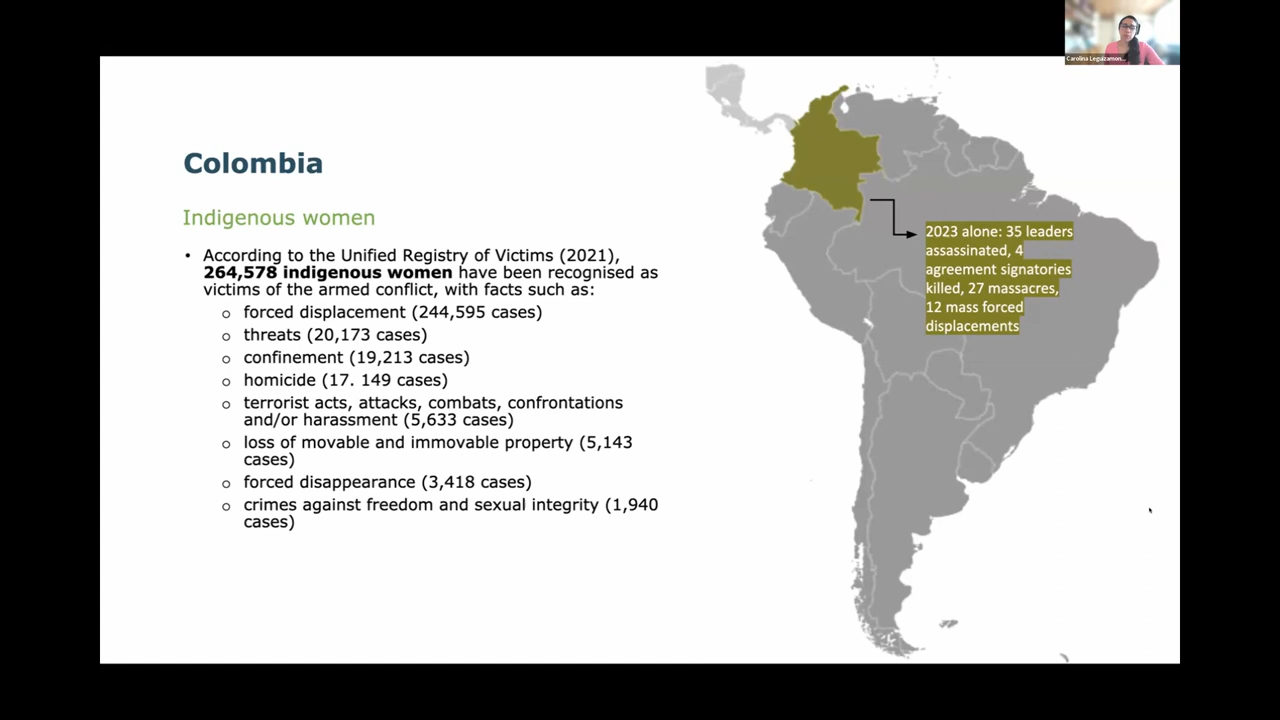 Carolina Leguizamon...
Colombia
Indigenous women
• According to the Unified Registry of Victims (2021),
264,578 indigenous women have been recognised as
victims of the armed conflict, with facts such as:
o forced displacement (244,595 cases)
o threats (20,173 cases)
o confinement (19,213 cases)
o homicide (17. 149 cases)
o terrorist acts, attacks, combats, confrontations
and/or harassment (5,633 cases)
o loss of movable and immovable property (5,143
cases)
o forced disappearance (3,418 cases)
o crimes against freedom and sexual integrity (1,940
cases)
2023 alone: 35 leaders
assassinated, 4
agreement signatories
killed, 27 massacres,
12 mass forced
displacements